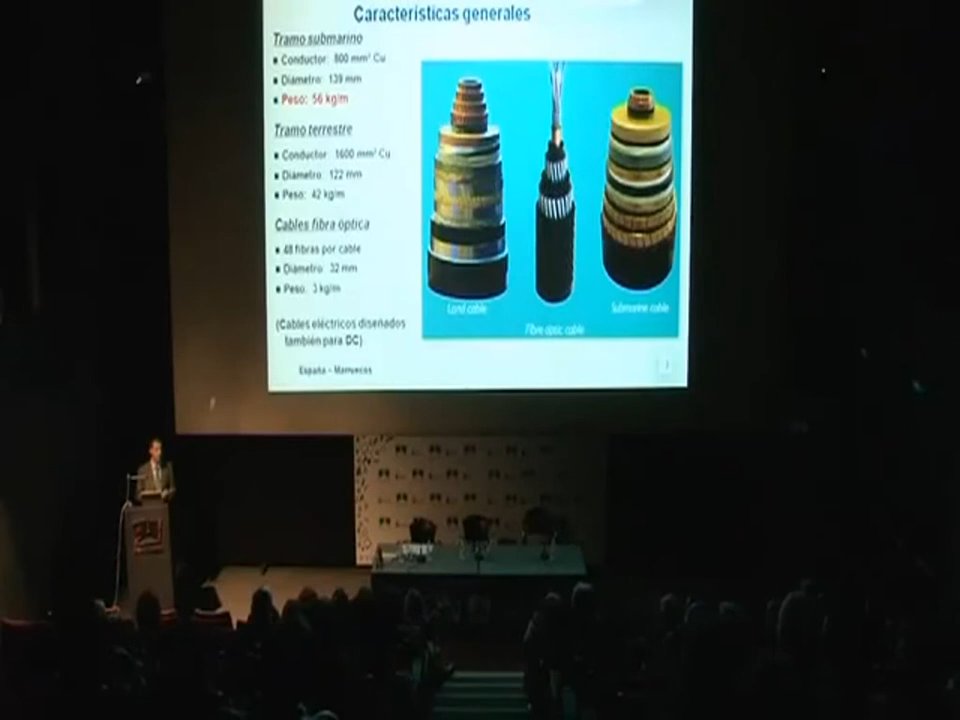 Características generales
Tramo submarino
▪ Conductor: 800 mm² Cu
▪ Diámetro: 139 mm
▪ Peso: 56 kg/m
Tramo terrestre
▪ Conductor: 1600 mm² Cu
▪ Diámetro: 122 mm
▪ Peso: 42 kg/m
Cables fibra óptica
▪ 48 fibras por cable
▪ Diámetro: 32 mm
▪ Peso: 3 kg/m
(Cables eléctricos diseñados
también para DC)
Land cable
Fibre optic cable
Submarine cable
España – Marruecos